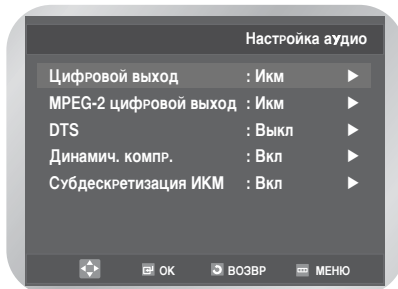 Настройка аудио
Цифровой выход : Икм ▶
MPEG-2 цифровой выход : Икм ▶
DTS : Выкл ▶
Динамич. компр. : Вкл ▶
Субдескретизация ИКМ : Вкл ▶
ОК ВОЗВР МЕНЮ